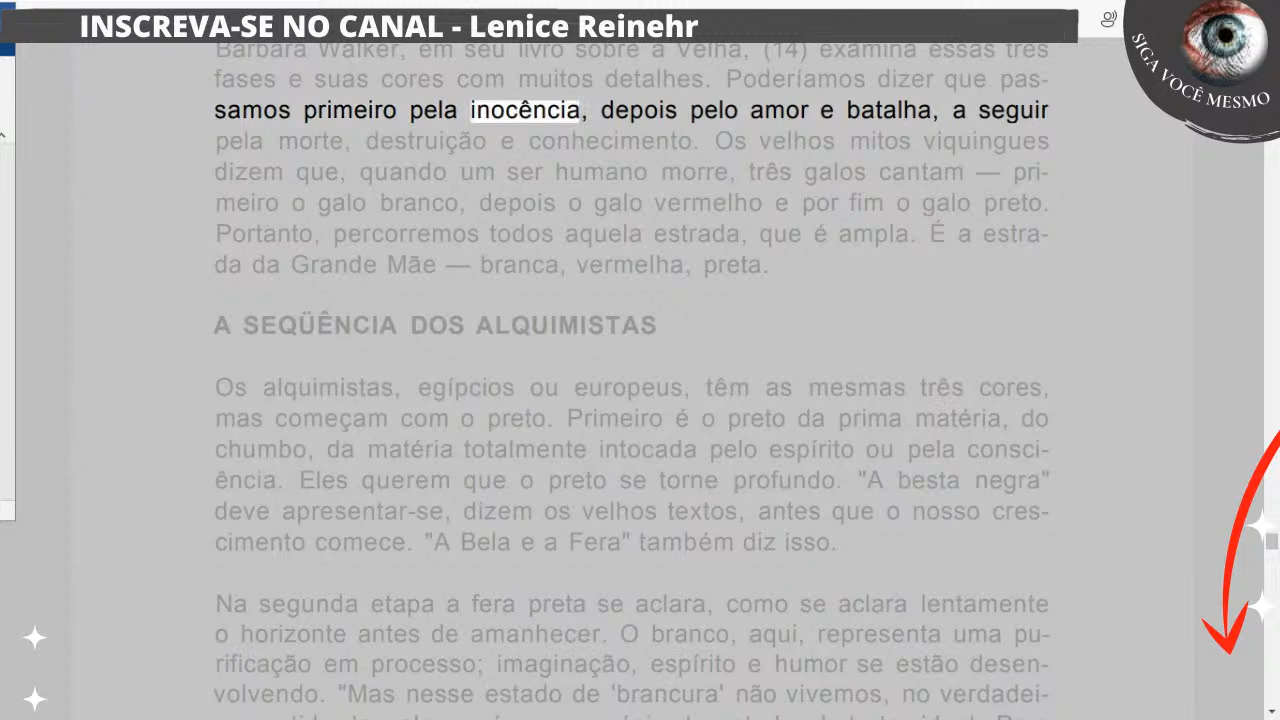 INSCREVA-SE NO CANAL - Lenice Reinehr
SIGA VOCÊ MESMO
Barbara Walker, em seu livro sobre a Velha, (14) examina essas três
fases e suas cores com muitos detalhes. Poderíamos dizer que pas-
samos primeiro pela inocência, depois pelo amor e batalha, a seguir
pela morte, destruição e conhecimento. Os velhos mitos viquingues
dizem que, quando um ser humano morre, três galos cantam — pri-
meiro o galo branco, depois o galo vermelho e por fim o galo preto.
Portanto, percorremos todos aquela estrada, que é ampla. É a estra-
da da Grande Mãe — branca, vermelha, preta.
A SEQÜÊNCIA DOS ALQUIMISTAS
Os alquimistas, egípcios ou europeus, têm as mesmas três cores,
mas começam com o preto. Primeiro é o preto da prima matéria, do
chumbo, da matéria totalmente intocada pelo espírito ou pela consci-
ência. Eles querem que o preto se torne profundo. "A besta negra"
deve apresentar-se, dizem os velhos textos, antes que o nosso cres-
cimento comece. "A Bela e a Fera" também diz isso.
Na segunda etapa a fera preta se aclara, como se aclara lentamente
o horizonte antes de amanhecer. O branco, aqui, representa uma pu-
rificação em processo; imaginação, espírito e humor se estão desen-
volvendo. "Mas nesse estado de 'brancura' não vivemos, no verdadei-